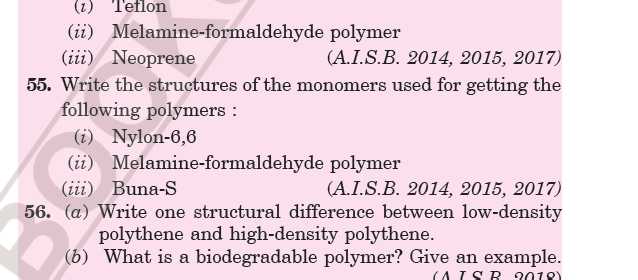 (i) Teflon
(ii) Melamine-formaldehyde polymer
(iii) Neoprene (A.I.S.B. 2014, 2015, 2017)
55. Write the structures of the monomers used for getting the
following polymers :
(i) Nylon-6,6
(ii) Melamine-formaldehyde polymer
(iii) Buna-S (A.I.S.B. 2014, 2015, 2017)
56. (a) Write one structural difference between low-density
polythene and high-density polythene.
(b) What is a biodegradable polymer? Give an example.
(A.I.S.B. 2018)
BOOK